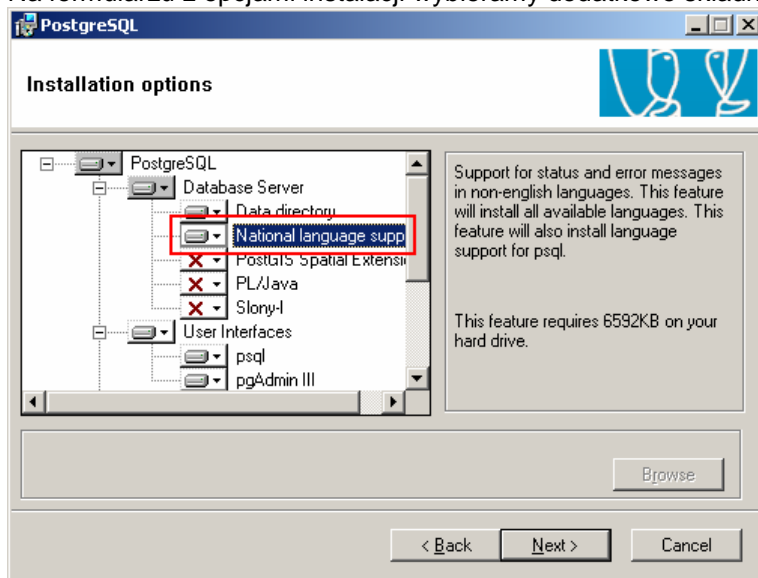 PostgreSQL
Installation options
PostgreSQL
Database Server
Data directory
National language supp
PostGIS Spatial Extensi
PL/Java
Slony-I
User Interfaces
psql
pgAdmin III
Support for status and error messages
in non-english languages. This feature
will install all available languages. This
feature will also install language
support for psql.
This feature requires 6592KB on your
hard drive.
Browse
< Back
Next >
Cancel